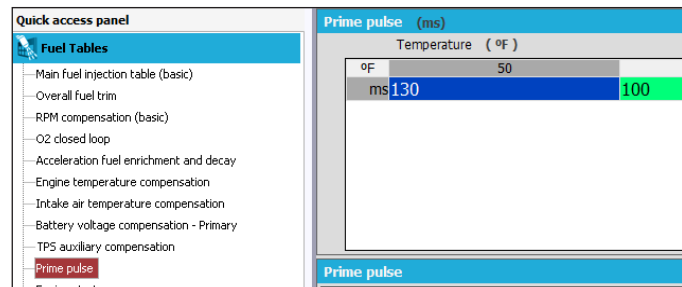 Quick access panel
Fuel Tables
Main fuel injection table (basic)
Overall fuel trim
RPM compensation (basic)
O2 closed loop
Acceleration fuel enrichment and decay
Engine temperature compensation
Intake air temperature compensation
Battery voltage compensation - Primary
TPS auxiliary compensation
Prime pulse
Prime pulse (ms)
Temperature (ºF)
ºF 50
ms 130 100
Prime pulse